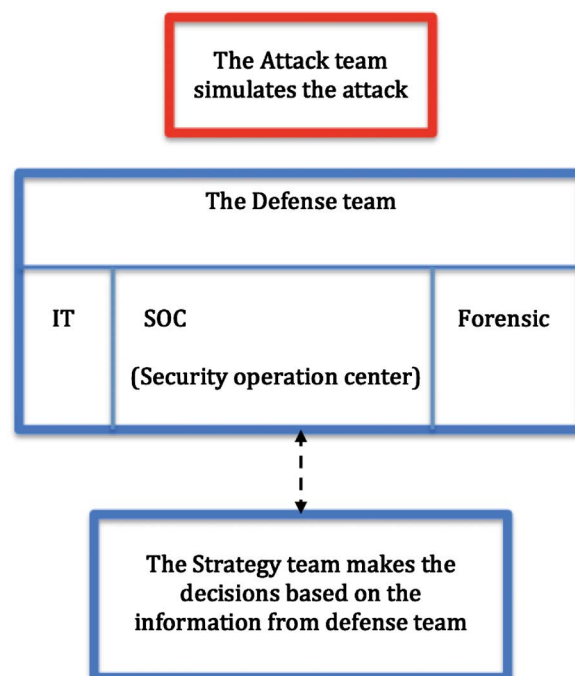 The Attack team
simulates the attack
The Defense team
IT
SOC
(Security operation center)
Forensic
The Strategy team makes the
decisions based on the
information from defense team